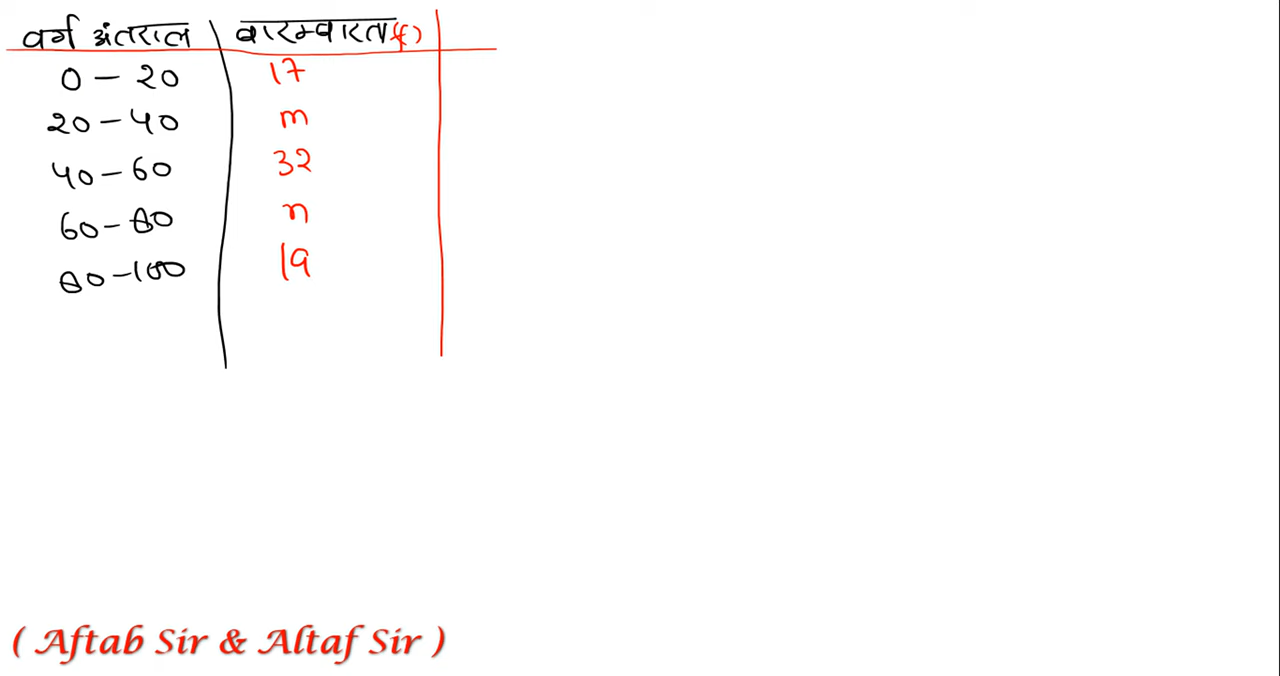 वर्ग अंतराल बारम्बारता (f)
0 – 20 17
20 – 40 m
40 – 60 32
60 – 80 n
80 – 100 19
( Aftab Sir & Altaf Sir )